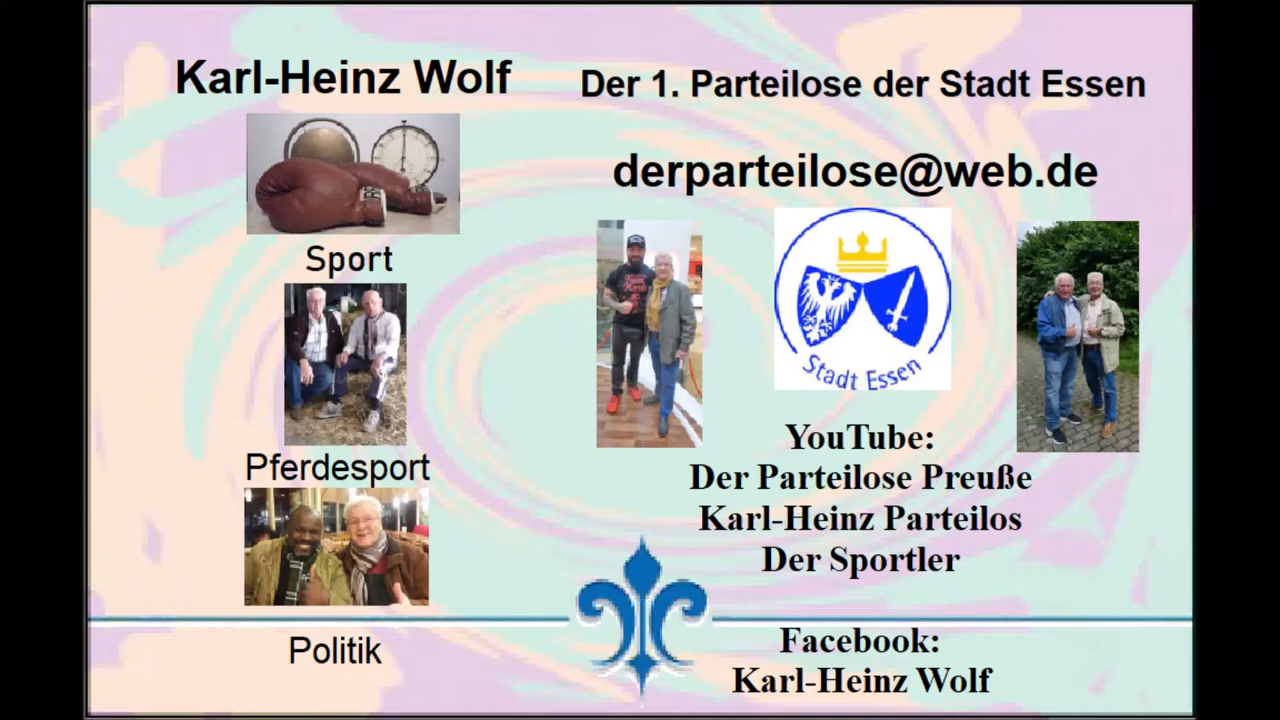 Karl-Heinz Wolf
Der 1. Parteilose der Stadt Essen
derparteilose@web.de
Sport
Pferdesport
Politik
Stadt Essen
YouTube:
Der Parteilose Preuße
Karl-Heinz Parteilos
Der Sportler
Facebook:
Karl-Heinz Wolf